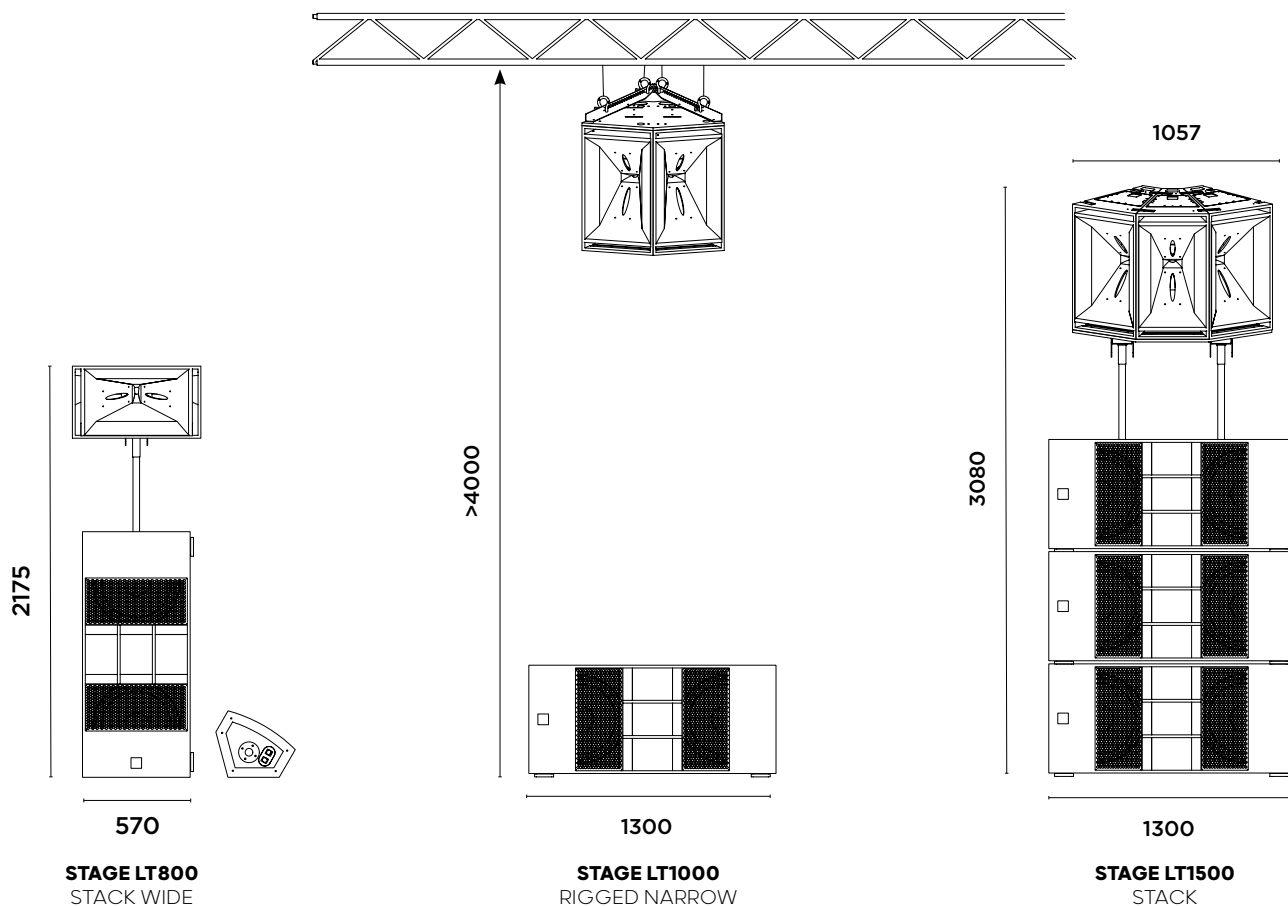 1057
>4000
3080
2175
570
1300
1300
STAGE LT800
STACK WIDE
STAGE LT1000
RIGGED NARROW
STAGE LT1500
STACK